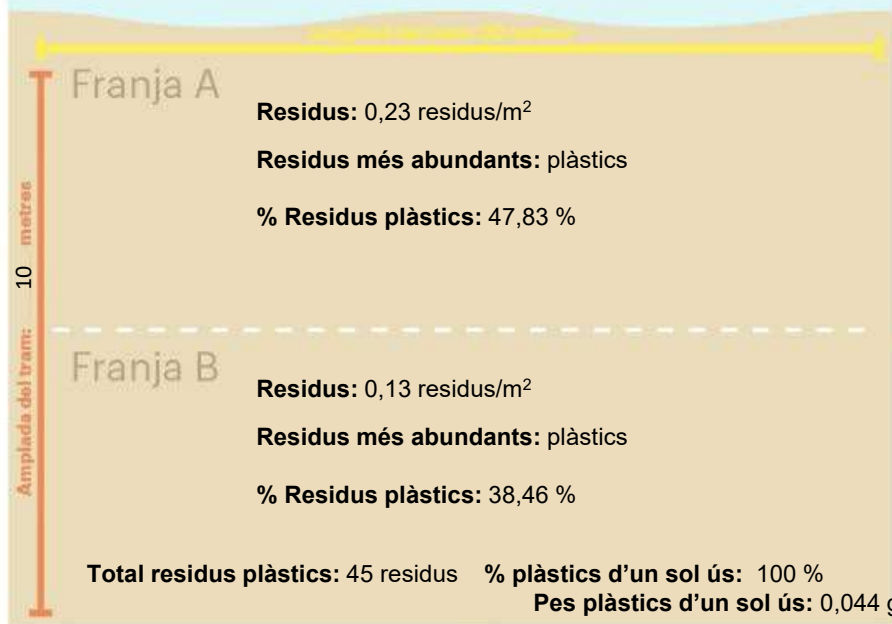 Franja A
Residus: 0,23 residus/m²
Residus més abundants: plàstics
% Residus plàstics: 47,83 %
Amplada del tram: 10 metres
Franja B
Residus: 0,13 residus/m²
Residus més abundants: plàstics
% Residus plàstics: 38,46 %
Total residus plàstics: 45 residus % plàstics d'un sol ús: 100 %
Pes plàstics d'un sol ús: 0,044 g